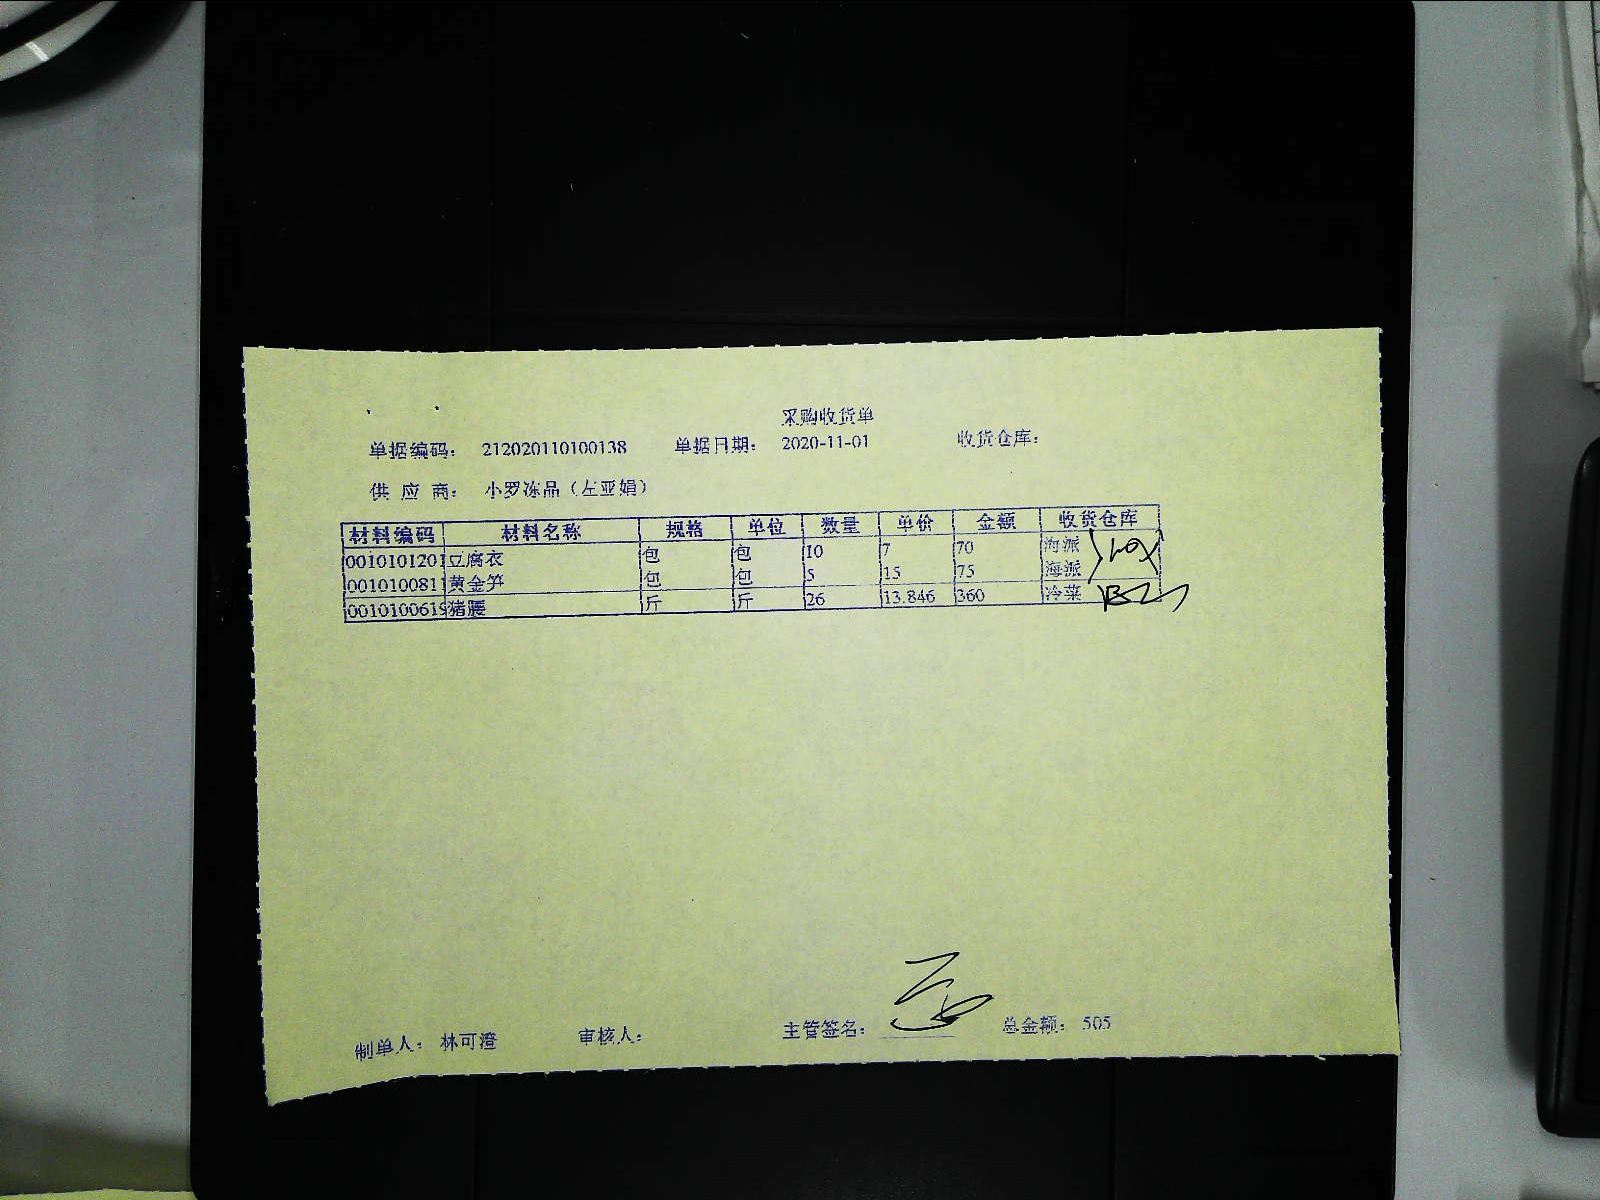 采购收货单
单据编码： 212020110100138 单据日期： 2020-11-01 收货仓库：
供 应 商： 小罗冻品（左亚娟）
材料编码 材料名称 规格 单位 数量 单价 金额 收货仓库
0010101201 豆腐衣 包 包 10 7 70 海派
0010100811 黄金笋 包 包 5 15 75 海派
0010100619 猪腰 斤 斤 26 13.846 360 冷菜
制单人： 林可澄 审核人： 主管签名： 总金额： 505